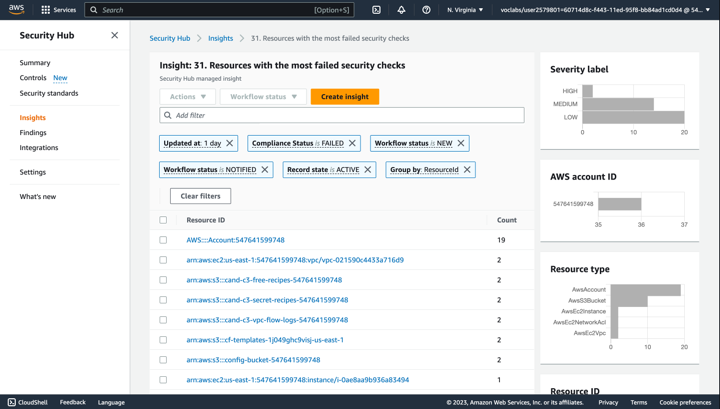 aws
Services
Search
[Option+S]
N. Virginia
voclabs/user2579801=60714d8c-f443-11ed-95f8-bb84ad1cd0d4 @ 54...
Security Hub
Summary
Controls New
Security standards
Insights
Findings
Integrations
Settings
What's new
Security Hub
Insights
31. Resources with the most failed security checks
Insight: 31. Resources with the most failed security checks
Security Hub managed insight
Actions
Workflow status
Create insight
Add filter
Updated at: 1 day
Compliance Status is FAILED
Workflow status is NEW
Workflow status is NOTIFIED
Record state is ACTIVE
Group by: ResourceId
Clear filters
Resource ID Count
AWS::::Account:547641599748 19
arn:aws:ec2:us-east-1:547641599748:vpc/vpc-021590c4433a716d9 2
arn:aws:s3:::cand-c3-free-recipes-547641599748 2
arn:aws:s3:::cand-c3-secret-recipes-547641599748 2
arn:aws:s3:::cand-c3-vpc-flow-logs-547641599748 2
arn:aws:s3:::cf-templates-1j049ghc9visj-us-east-1 2
arn:aws:s3:::config-bucket-547641599748 2
arn:aws:ec2:us-east-1:547641599748:instance/i-0ae8aa9b936a83494 1
Severity label
HIGH
MEDIUM
LOW
0 10 20
AWS account ID
547641599748
35 36 37
Resource type
AwsAccount
AwsS3Bucket
AwsEc2Instance
AwsEc2NetworkAcl
AwsEc2Vpc
0 10 20
Resource ID
CloudShell
Feedback
Language
© 2023, Amazon Web Services, Inc. or its affiliates.
Privacy
Terms
Cookie preferences